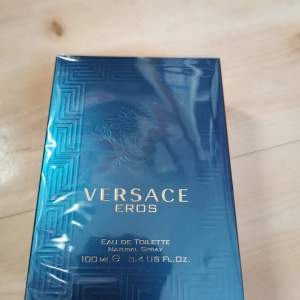 VERSACE
EROS
EAU DE TOILETTE
NATURAL SPRAY
100 ML ℮ 3.4 US FL.OZ.